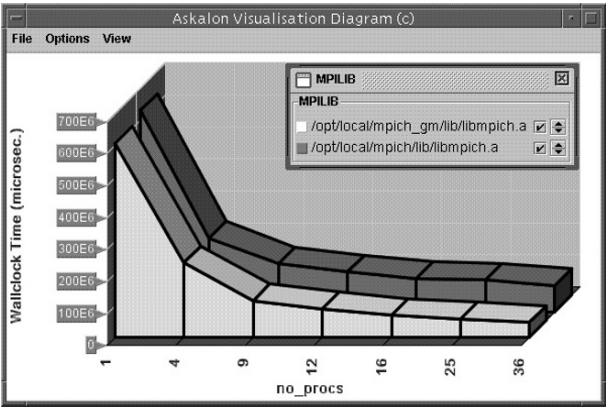 Askalon Visualisation Diagram (c)
File Options View
MPILIB
MPILIB
/opt/local/mpich_gm/lib/libmpich.a
/opt/local/mpich/lib/libmpich.a
Wallclock Time (microsec.)
700E6
600E6
500E6
400E6
300E6
200E6
100E6
0
1 4 9 12 16 25 36
no_procs